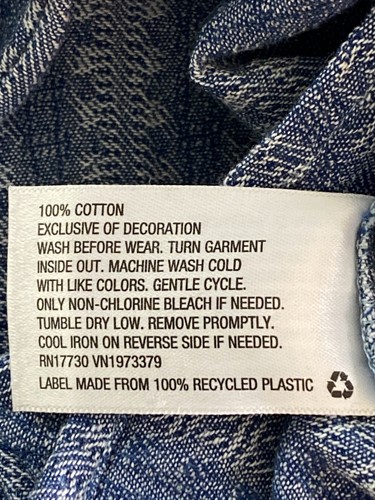 100% COTTON
EXCLUSIVE OF DECORATION
WASH BEFORE WEAR. TURN GARMENT
INSIDE OUT. MACHINE WASH COLD
WITH LIKE COLORS. GENTLE CYCLE.
ONLY NON-CHLORINE BLEACH IF NEEDED.
TUMBLE DRY LOW. REMOVE PROMPTLY.
COOL IRON ON REVERSE SIDE IF NEEDED.
RN17730 VN1973379
LABEL MADE FROM 100% RECYCLED PLASTIC